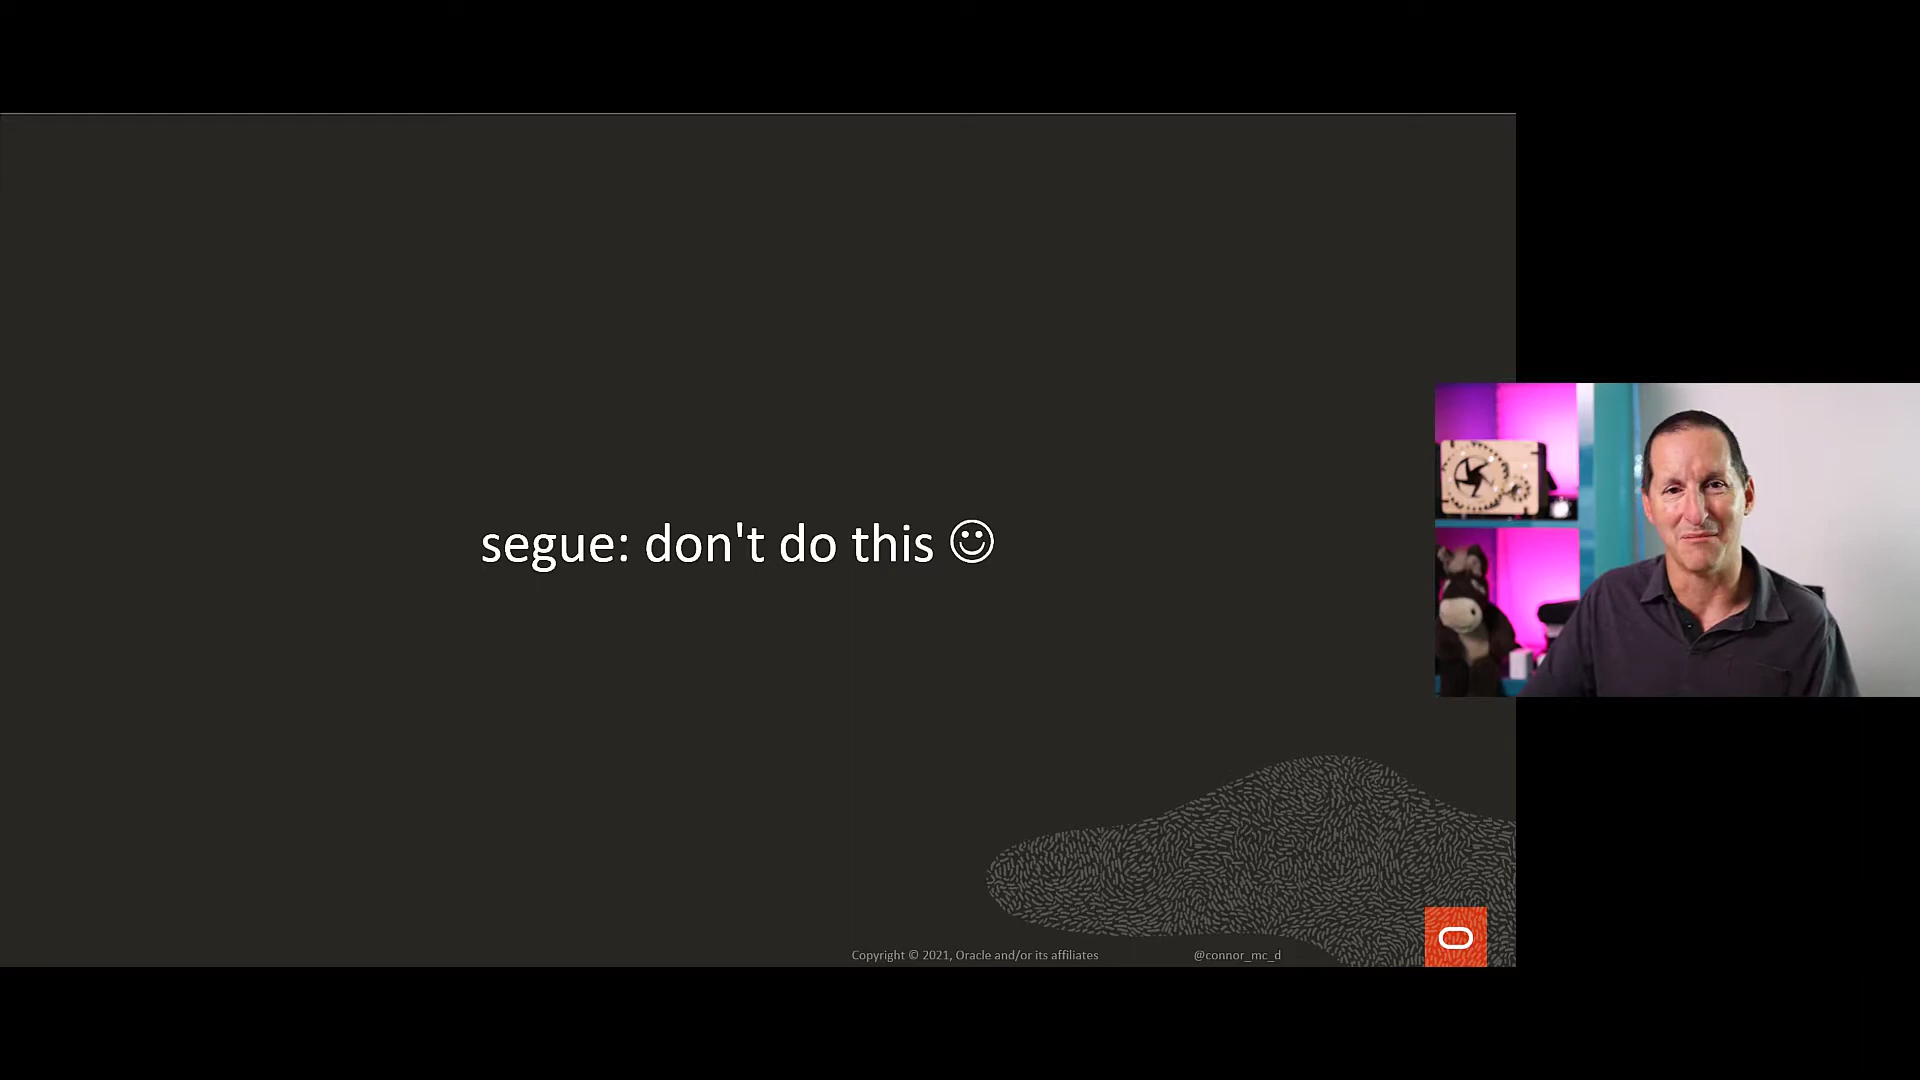 segue: don't do this ☺
Copyright © 2021, Oracle and/or its affiliates
@connor_mc_d